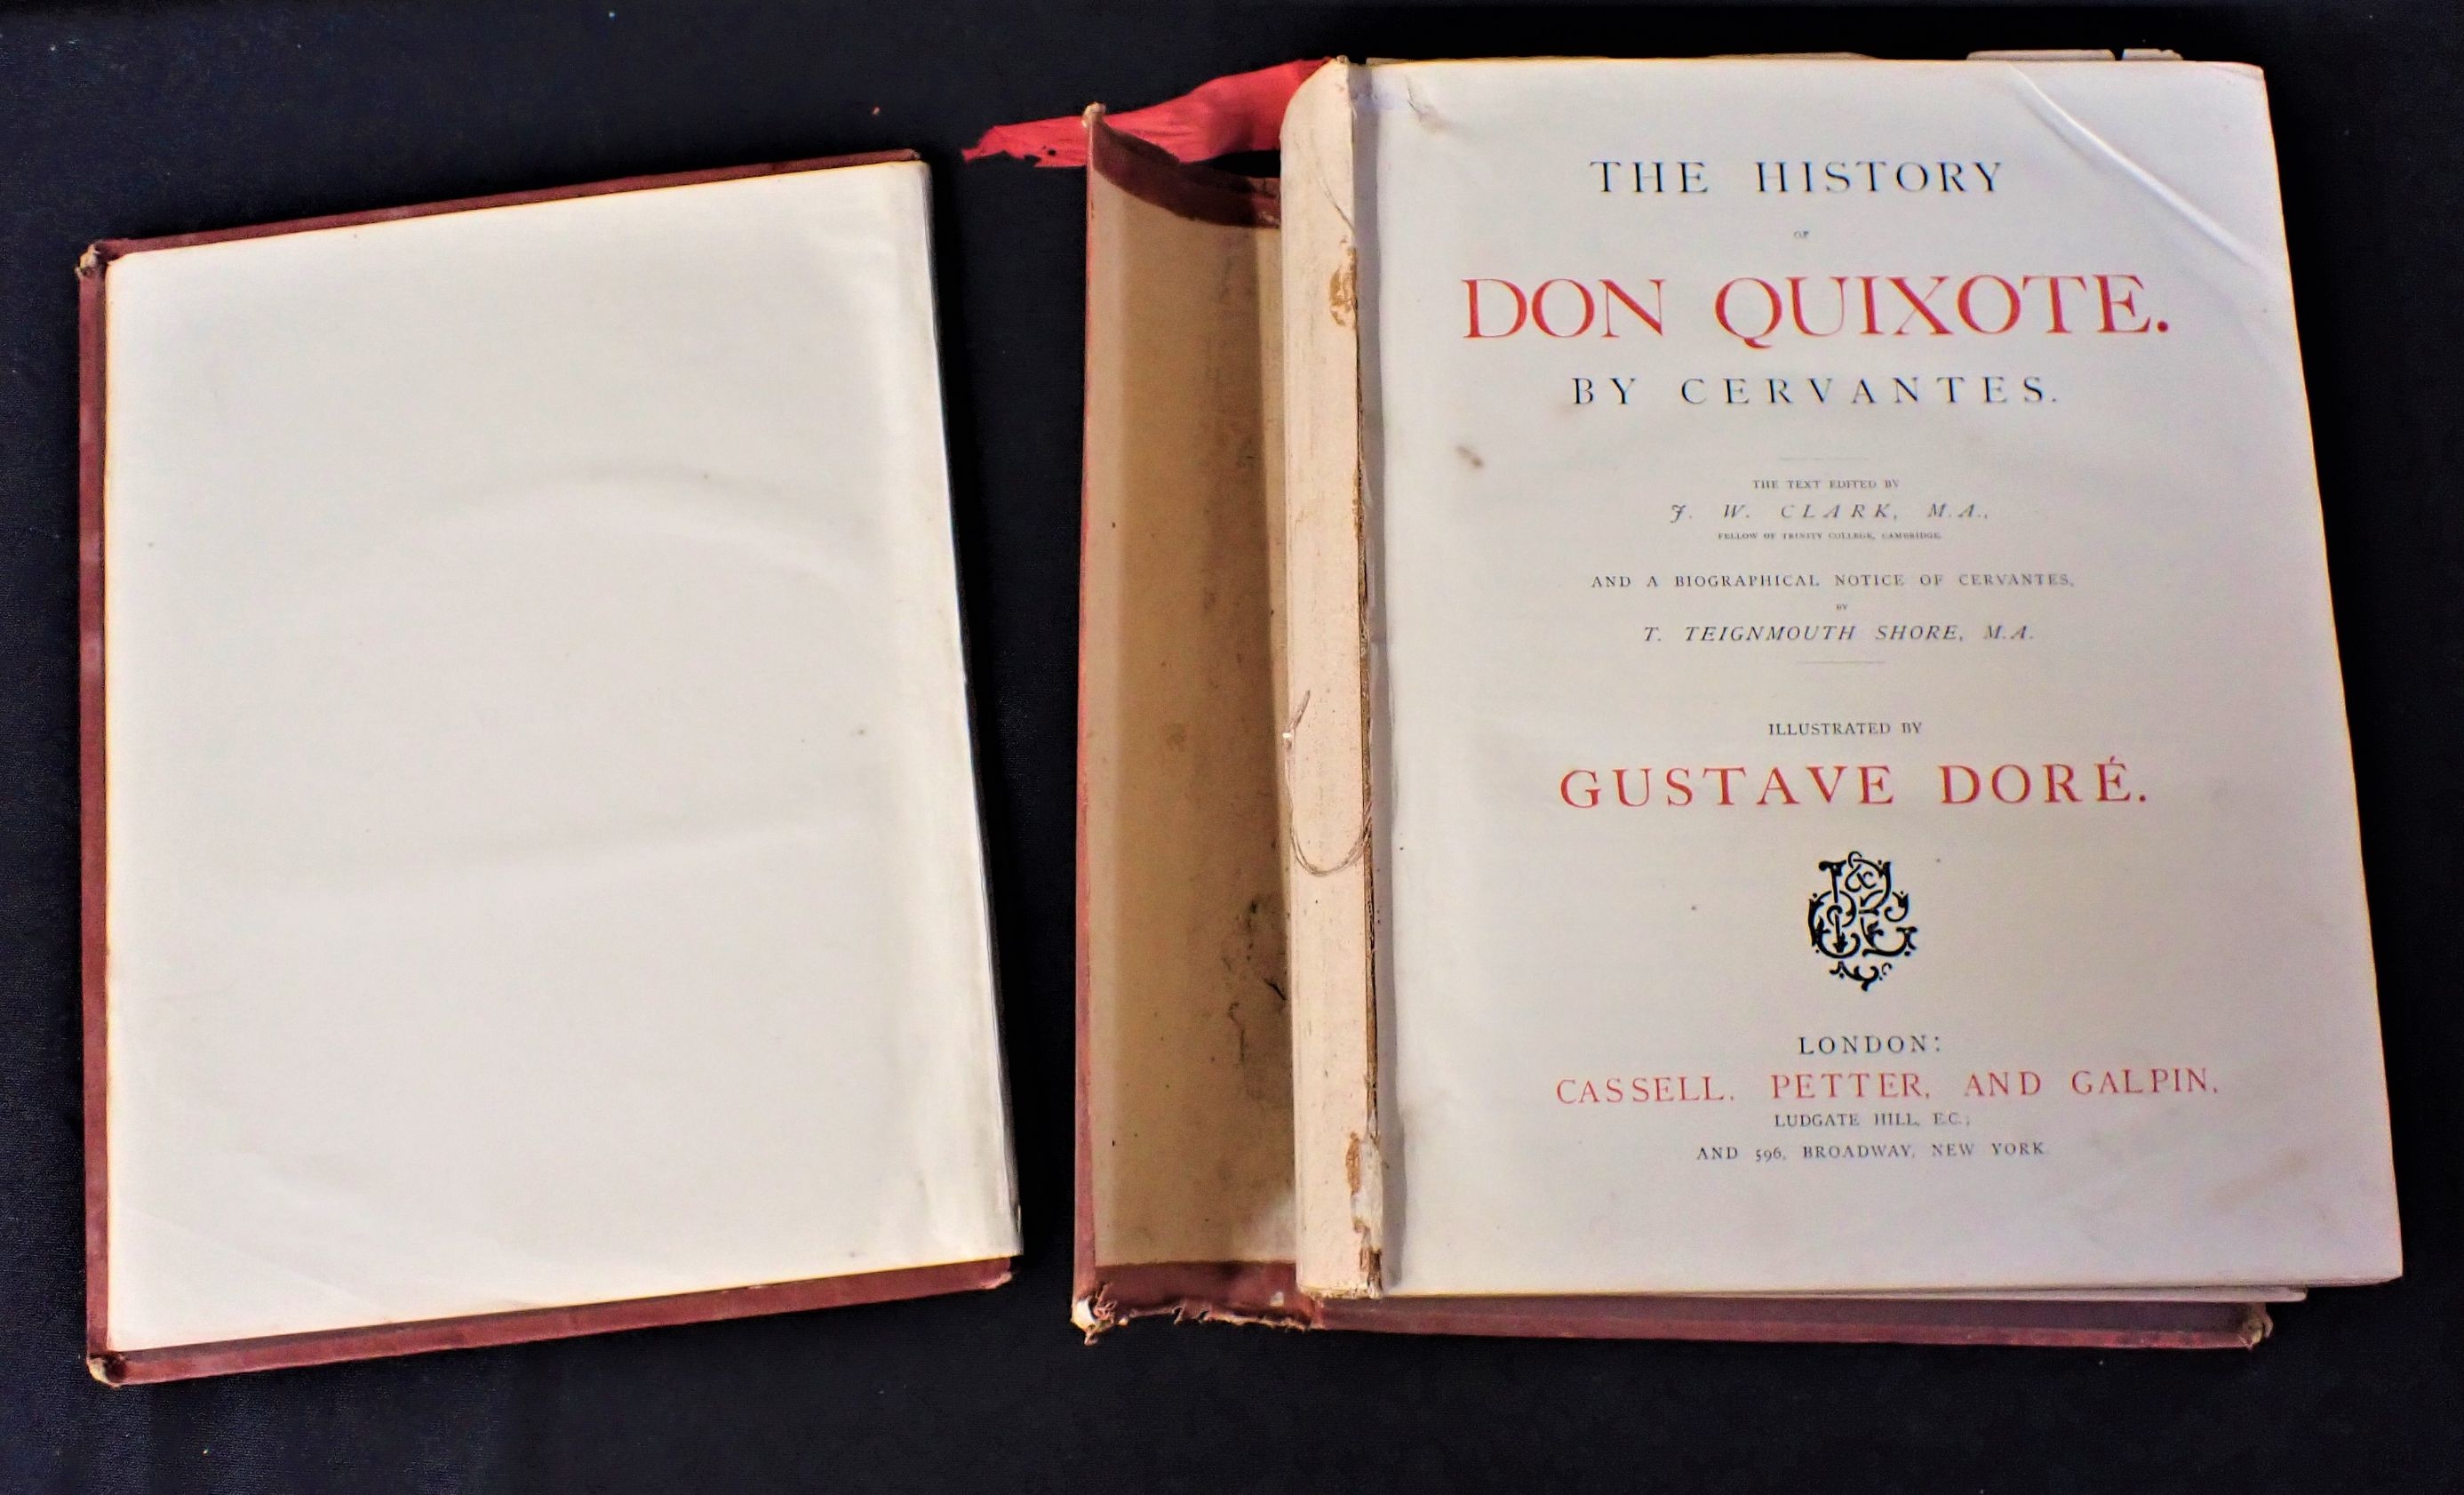 THE HISTORY
OF
DON QUIXOTE.
BY CERVANTES.
THE TEXT EDITED BY
J. W. CLARK, M.A.,
FELLOW OF TRINITY COLLEGE, CAMBRIDGE,
AND A BIOGRAPHICAL NOTICE OF CERVANTES,
BY
T. TEIGNMOUTH SHORE, M.A.
ILLUSTRATED BY
GUSTAVE DORÉ.
LONDON:
CASSELL, PETTER, AND GALPIN,
LUDGATE HILL, E.C.;
AND 596, BROADWAY, NEW YORK